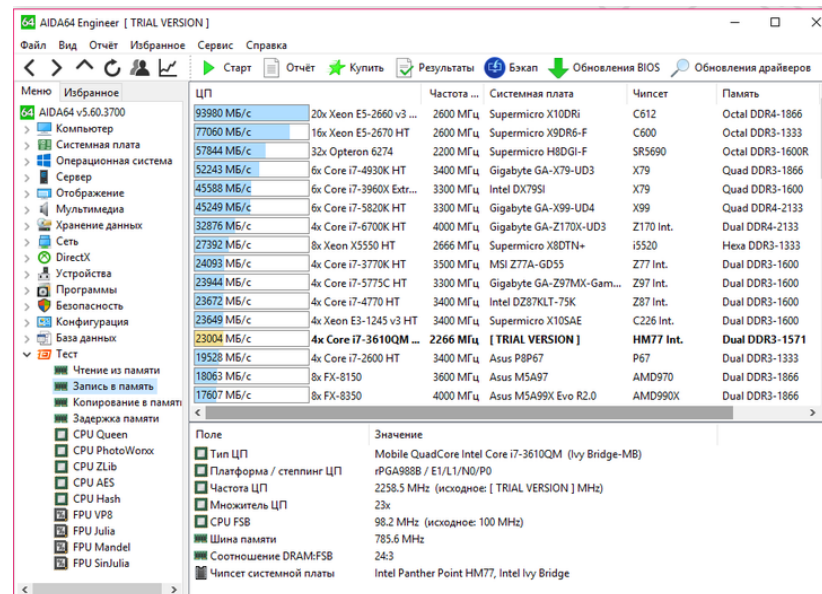 64 AIDA64 Engineer [ TRIAL VERSION ]
Файл Вид Отчёт Избранное Сервис Справка
Старт Отчёт Купить Результаты Бэкап Обновления BIOS Обновления драйверов
Меню Избранное
64 AIDA64 v5.60.3700
Компьютер
Системная плата
Операционная система
Сервер
Отображение
Мультимедиа
Хранение данных
Сеть
DirectX
Устройства
Программы
Безопасность
Конфигурация
База данных
Тест
Чтение из памяти
Запись в память
Копирование в памят
Задержка памяти
CPU Queen
CPU PhotoWorxx
CPU ZLib
CPU AES
CPU Hash
FPU VP8
FPU Julia
FPU Mandel
FPU SinJulia
ЦП Частота ... Системная плата Чипсет Память
93980 МБ/с 20x Xeon E5-2660 v3 ... 2600 МГц Supermicro X10DRi C612 Octal DDR4-1866
77060 МБ/с 16x Xeon E5-2670 HT 2600 МГц Supermicro X9DR6-F C600 Octal DDR3-1333
57844 МБ/с 32x Opteron 6274 2200 МГц Supermicro H8DGI-F SR5690 Octal DDR3-1600R
52243 МБ/с 6x Core i7-4930K HT 3400 МГц Gigabyte GA-X79-UD3 X79 Quad DDR3-1866
45588 МБ/с 6x Core i7-3960X Extr... 3300 МГц Intel DX79SI X79 Quad DDR3-1600
45249 МБ/с 6x Core i7-5820K HT 3300 МГц Gigabyte GA-X99-UD4 X99 Quad DDR4-2133
32876 МБ/с 4x Core i7-6700K HT 4000 МГц Gigabyte GA-Z170X-UD3 Z170 Int. Dual DDR4-2133
27392 МБ/с 8x Xeon X5550 HT 2666 МГц Supermicro X8DTN+ i5520 Hexa DDR3-1333
24093 МБ/с 4x Core i7-3770K HT 3500 МГц MSI Z77A-GD55 Z77 Int. Dual DDR3-1600
23944 МБ/с 4x Core i7-5775C HT 3300 МГц Gigabyte GA-Z97MX-Gam... Z97 Int. Dual DDR3-1600
23672 МБ/с 4x Core i7-4770 HT 3400 МГц Intel DZ87KLT-75K Z87 Int. Dual DDR3-1600
23649 МБ/с 4x Xeon E3-1245 v3 HT 3400 МГц Supermicro X10SAE C226 Int. Dual DDR3-1600
23004 МБ/с 4x Core i7-3610QM ... 2266 МГц [ TRIAL VERSION ] HM77 Int. Dual DDR3-1571
19528 МБ/с 4x Core i7-2600 HT 3400 МГц Asus P8P67 P67 Dual DDR3-1333
18063 МБ/с 8x FX-8150 3600 МГц Asus M5A97 AMD970 Dual DDR3-1866
17607 МБ/с 8x FX-8350 4000 МГц Asus M5A99X Evo R2.0 AMD990X Dual DDR3-1866
Поле Значение
Тип ЦП Mobile QuadCore Intel Core i7-3610QM (Ivy Bridge-MB)
Платформа / степпинг ЦП rPGA988B / E1/L1/N0/P0
Частота ЦП 2258.5 MHz (исходное: [ TRIAL VERSION ] MHz)
Множитель ЦП 23x
CPU FSB 98.2 MHz (исходное: 100 MHz)
Шина памяти 785.6 MHz
Соотношение DRAM:FSB 24:3
Чипсет системной платы Intel Panther Point HM77, Intel Ivy Bridge